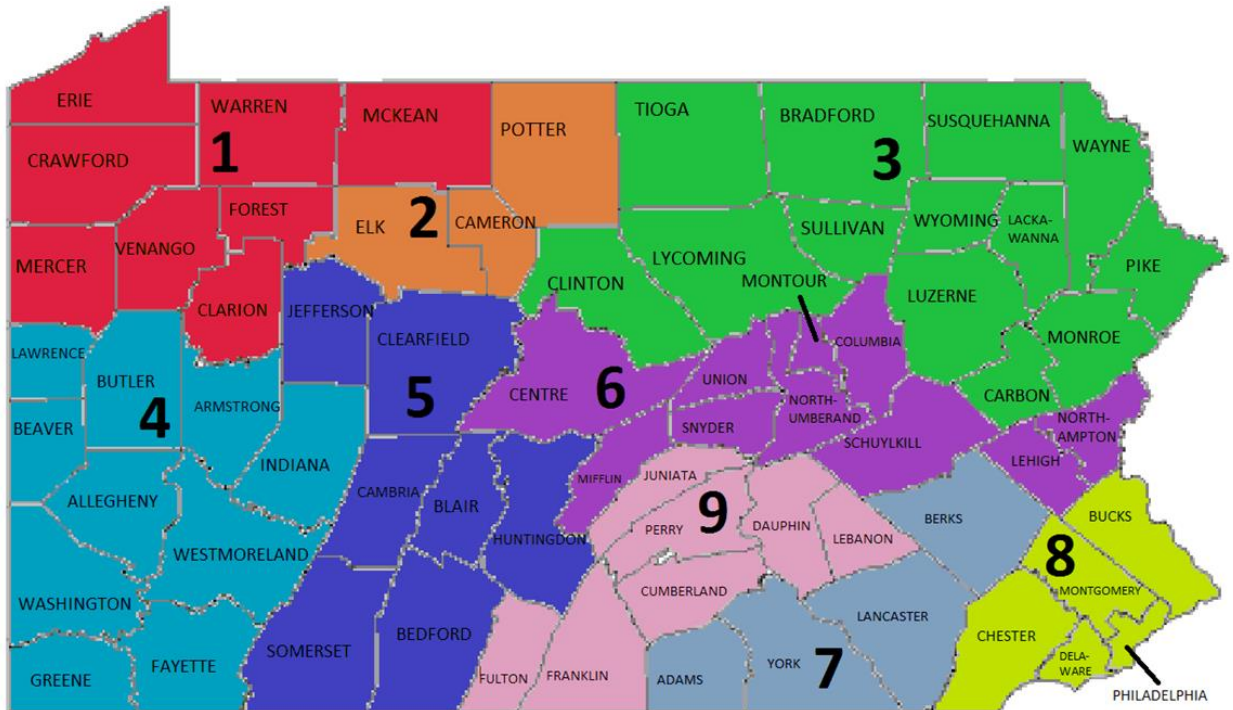 ERIE
WARREN
MCKEAN
POTTER
TIOGA
BRADFORD
SUSQUEHANNA
WAYNE
CRAWFORD
1
3
FOREST
ELK
2
CAMERON
SULLIVAN
WYOMING
LACKA-
WANNA
MERCER
VENANGO
LYCOMING
PIKE
CLINTON
MONTOUR
LUZERNE
CLARION
JEFFERSON
CLEARFIELD
COLUMBIA
MONROE
LAWRENCE
BUTLER
ARMSTRONG
4
5
CENTRE
6
UNION
NORTH-
UMBERAND
CARBON
BEAVER
SNYDER
SCHUYLKILL
NORTH-
AMPTON
LEHIGH
INDIANA
ALLEGHENY
CAMBRIA
BLAIR
MIFFLIN
JUNIATA
HUNTINGDON
PERRY
9
DAUPHIN
LEBANON
BERKS
BUCKS
8
WESTMORELAND
WASHINGTON
CUMBERLAND
MONTGOMERY
LANCASTER
CHESTER
SOMERSET
BEDFORD
GREENE
FAYETTE
FULTON
FRANKLIN
ADAMS
YORK
7
DELA-
WARE
PHILADELPHIA